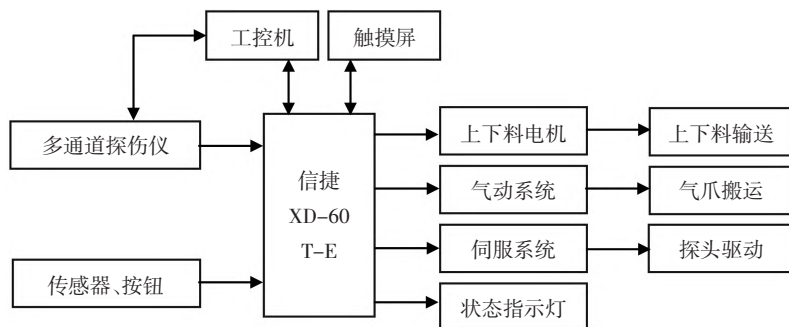 工控机
触摸屏
多通道探伤仪
上下料电机
上下料输送
信捷
XD-60
T-E
气动系统
气爪搬运
伺服系统
探头驱动
传感器、按钮
状态指示灯